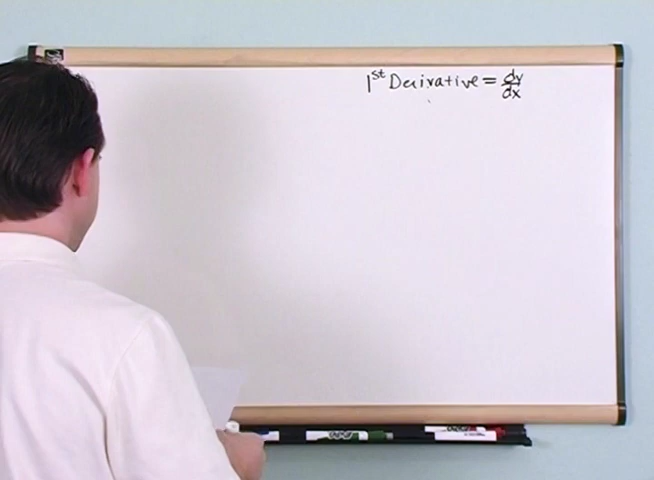 1st Derivative = dy/dx